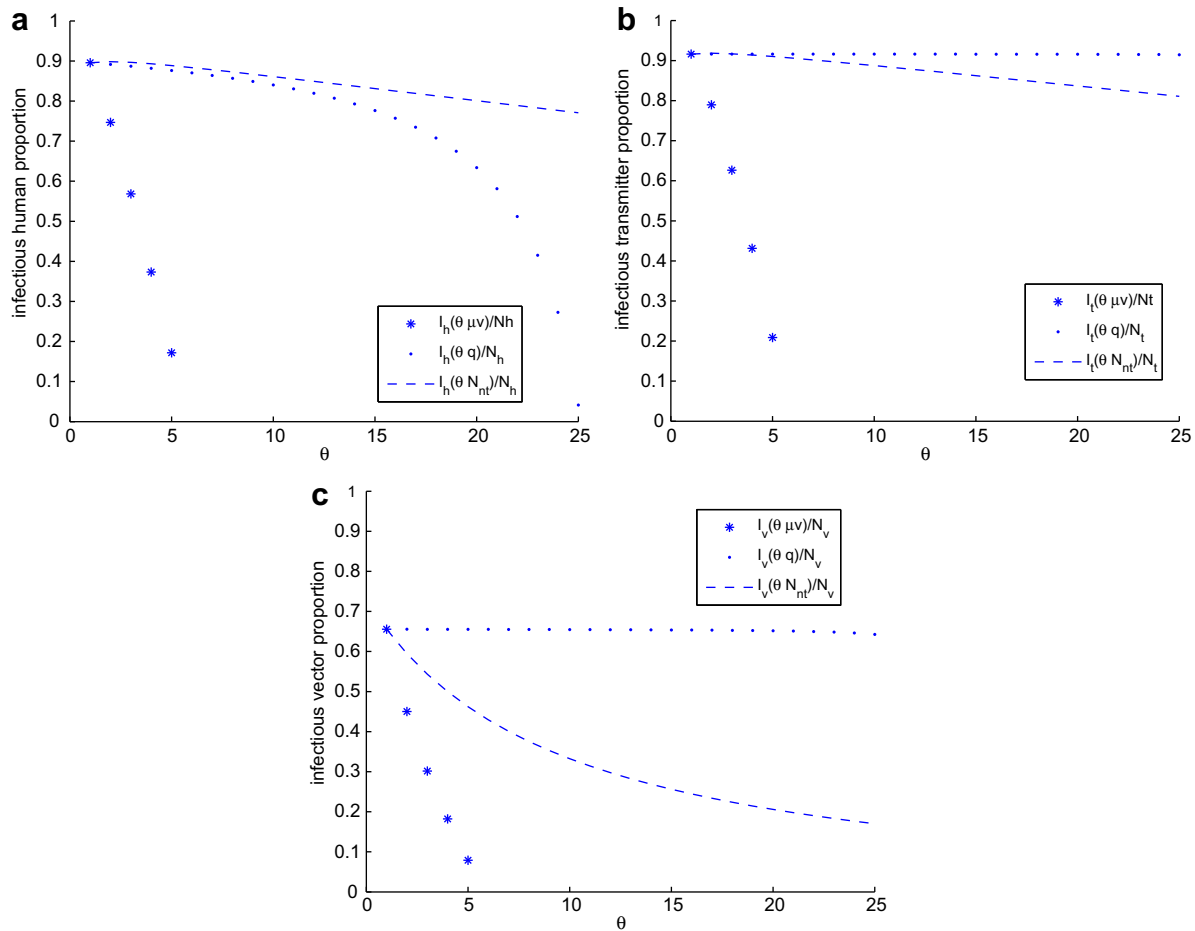 a
1
0.9
0.8
0.7
0.6
0.5
0.4
0.3
0.2
0.1
0
0 5 10 15 20 25
θ
infectious human proportion
I_h(θ μv)/Nh
I_h(θ q)/N_h
I_h(θ N_nt)/N_h
b
1
0.9
0.8
0.7
0.6
0.5
0.4
0.3
0.2
0.1
0
0 5 10 15 20 25
θ
infectious transmitter proportion
I_t(θ μv)/Nt
I_t(θ q)/N_t
I_t(θ N_nt)/N_t
c
1
0.9
0.8
0.7
0.6
0.5
0.4
0.3
0.2
0.1
0
0 5 10 15 20 25
θ
infectious vector proportion
I_v(θ μv)/N_v
I_v(θ q)/N_v
I_v(θ N_nt)/N_v